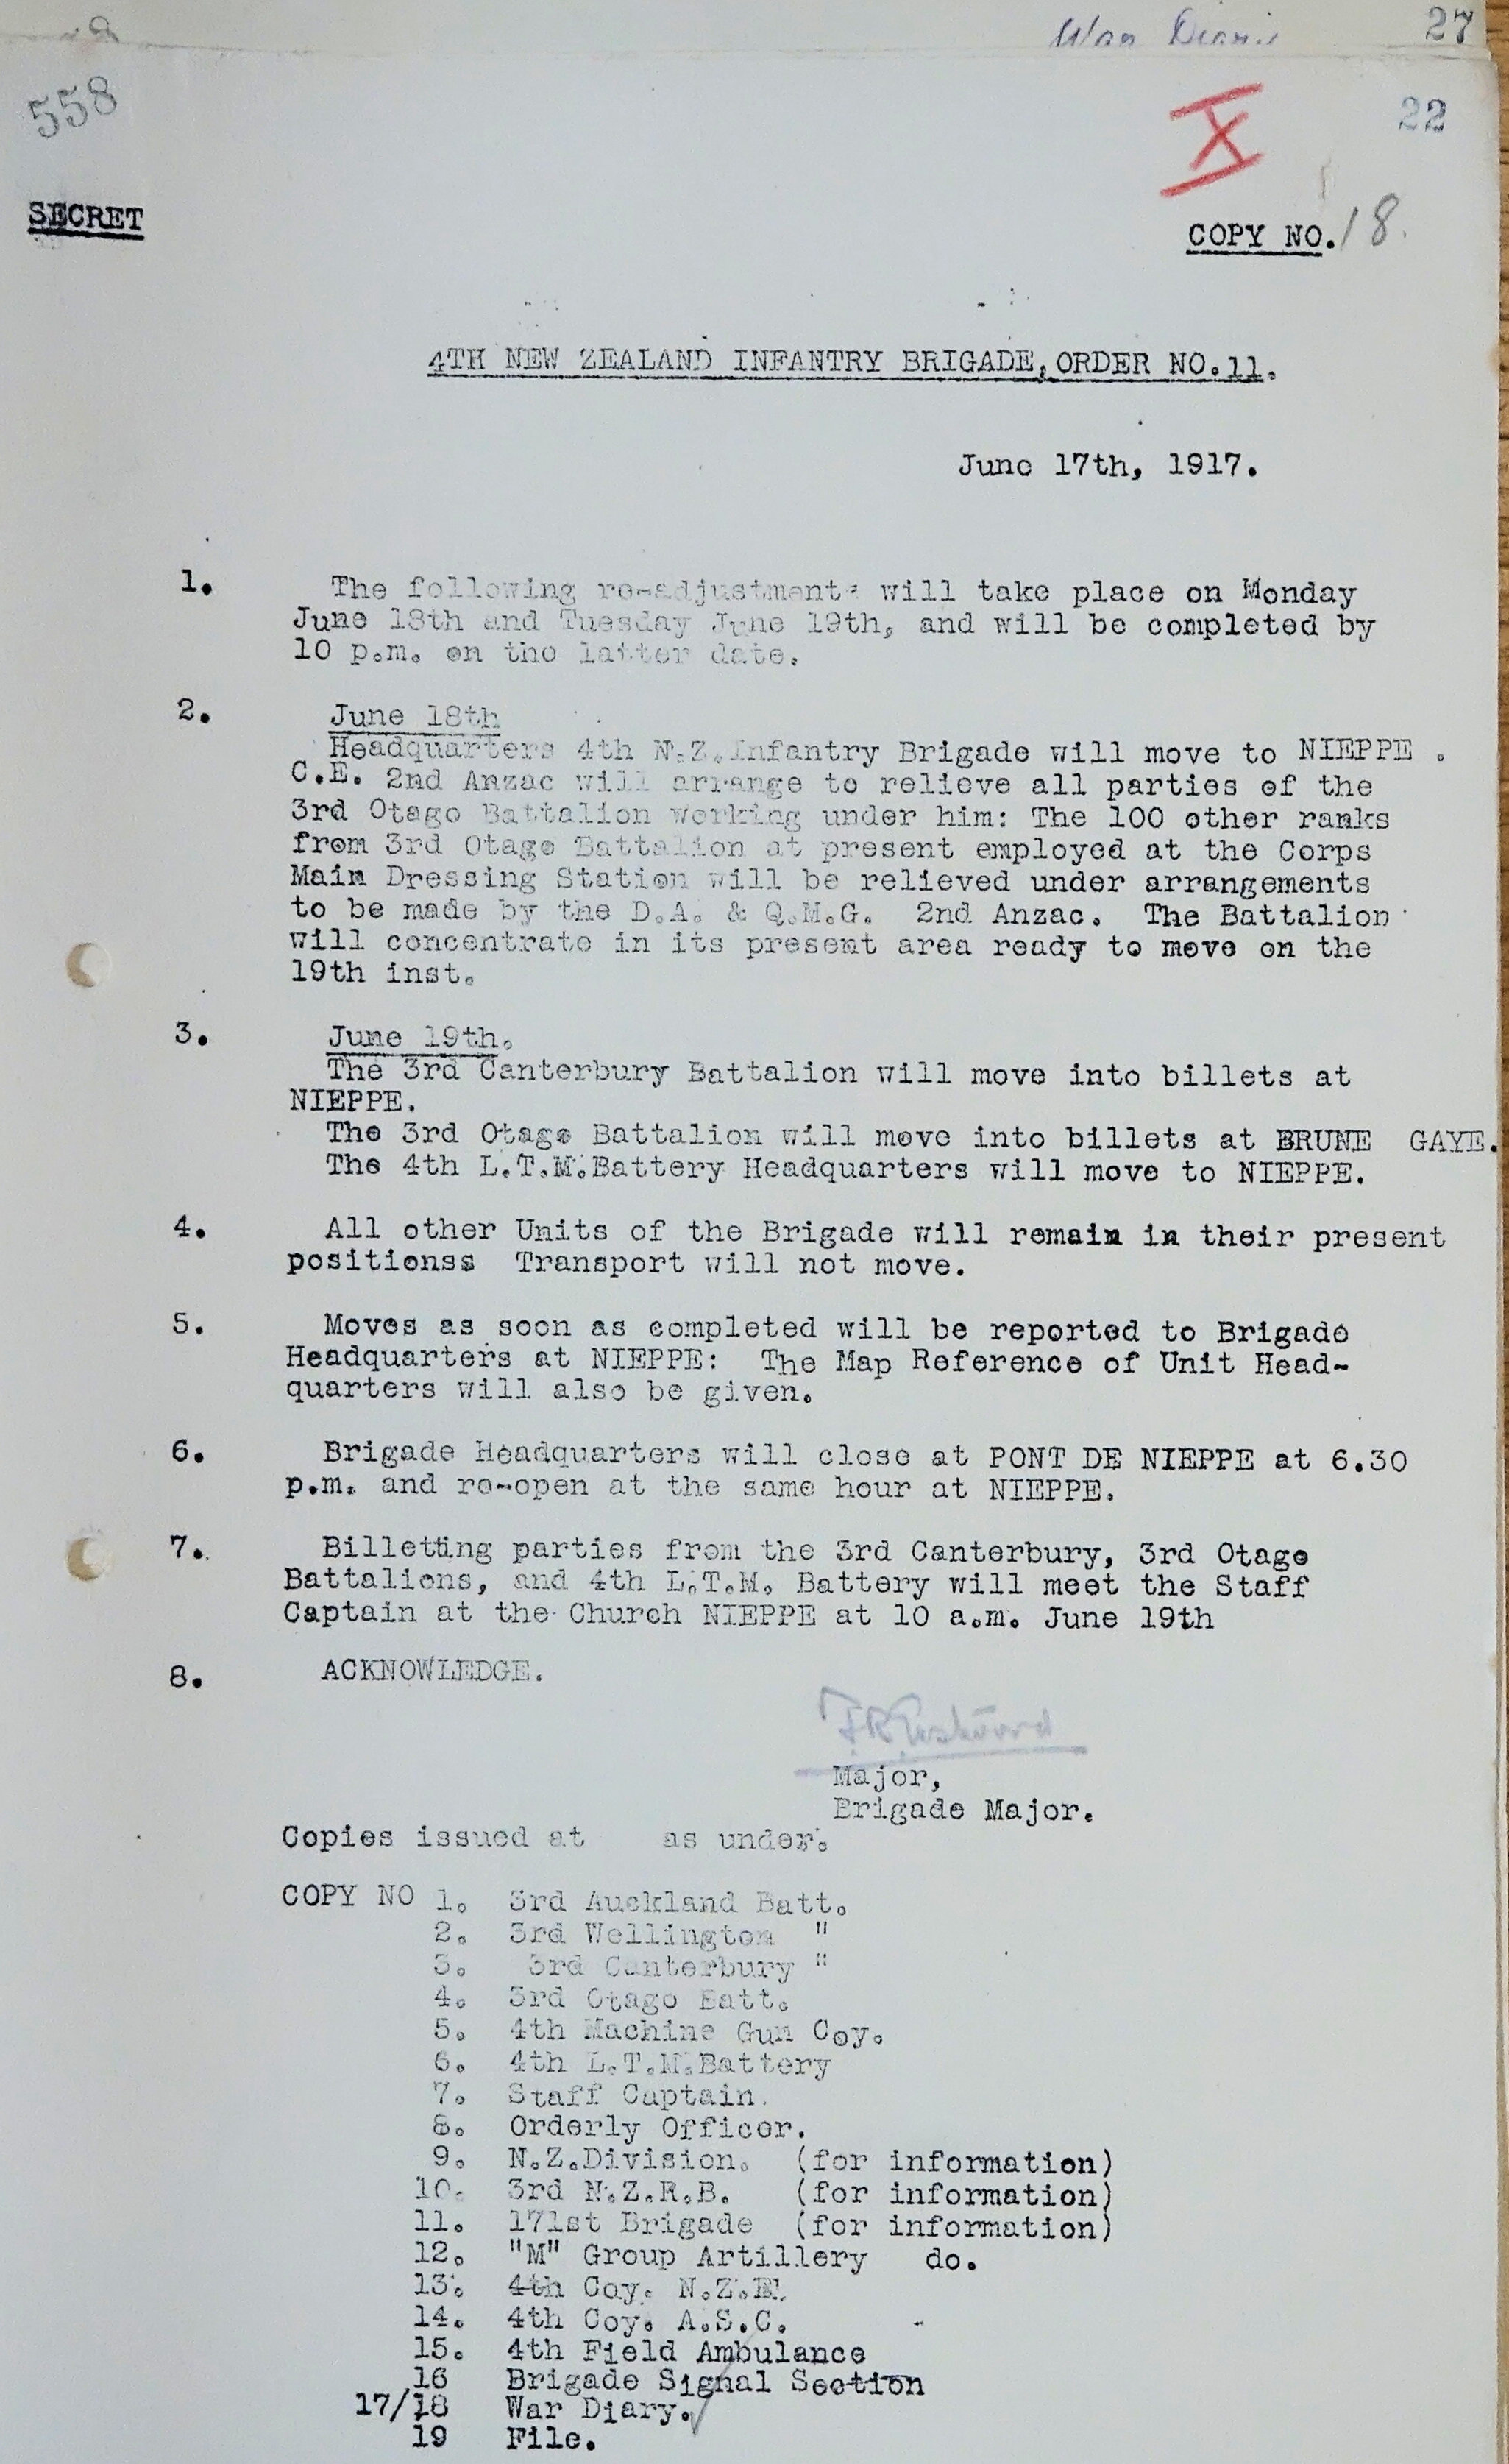 War Diarie 27
558
X 22
SECRET
COPY NO. 18.
4TH NEW ZEALAND INFANTRY BRIGADE, ORDER NO.11.
June 17th, 1917.
1. The following re-adjustments will take place on Monday
June 18th and Tuesday June 19th, and will be completed by
10 p.m. on the latter date.
2. June 18th
Headquarters 4th N.Z.Infantry Brigade will move to NIEPPE .
C.E. 2nd Anzac will arrange to relieve all parties of the
3rd Otago Battalion working under him: The 100 other ranks
from 3rd Otago Battalion at present employed at the Corps
Main Dressing Station will be relieved under arrangements
to be made by the D.A. & Q.M.G. 2nd Anzac. The Battalion
will concentrate in its present area ready to move on the
19th inst.
3. June 19th.
The 3rd Canterbury Battalion will move into billets at
NIEPPE.
The 3rd Otago Battalion will move into billets at BRUNE GAYE.
The 4th L.T.M.Battery Headquarters will move to NIEPPE.
4. All other Units of the Brigade will remain in their present
positionss Transport will not move.
5. Moves as soon as completed will be reported to Brigade
Headquarters at NIEPPE: The Map Reference of Unit Head-
quarters will also be given.
6. Brigade Headquarters will close at PONT DE NIEPPE at 6.30
p.m. and re-open at the same hour at NIEPPE.
7. Billetting parties from the 3rd Canterbury, 3rd Otago
Battalions, and 4th L.T.M. Battery will meet the Staff
Captain at the Church NIEPPE at 10 a.m. June 19th
8. ACKNOWLEDGE.
Major,
Brigade Major.
Copies issued at as under.
COPY NO 1. 3rd Auckland Batt.
2. 3rd Wellington "
3. 3rd Canterbury "
4. 3rd Otago Batt.
5. 4th Machine Gun Coy.
6. 4th L.T.M.Battery
7. Staff Captain.
8. Orderly Officer.
9. N.Z.Division. (for information)
10. 3rd N.Z.R.B. (for information)
11. 171st Brigade (for information)
12. "M" Group Artillery do.
13. 4th Coy. N.Z.E.
14. 4th Coy. A.S.C.
15. 4th Field Ambulance
16 Brigade Signal Section
17/18 War Diary.
19 File.